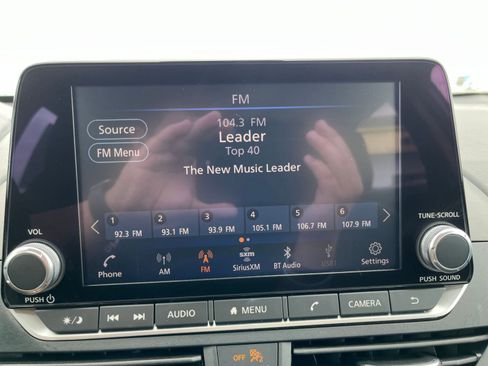 FM
Source
104.3 FM
Leader
FM Menu
Top 40
The New Music Leader
1 2 3 4 5 6
92.3 FM 93.1 FM 93.9 FM 105.1 FM 106.7 FM 107.9 FM
VOL
TUNE-SCROLL
Phone AM FM sxm SiriusXM BT Audio USB1 Settings
PUSH
PUSH SOUND
AUDIO MENU CAMERA
OFF